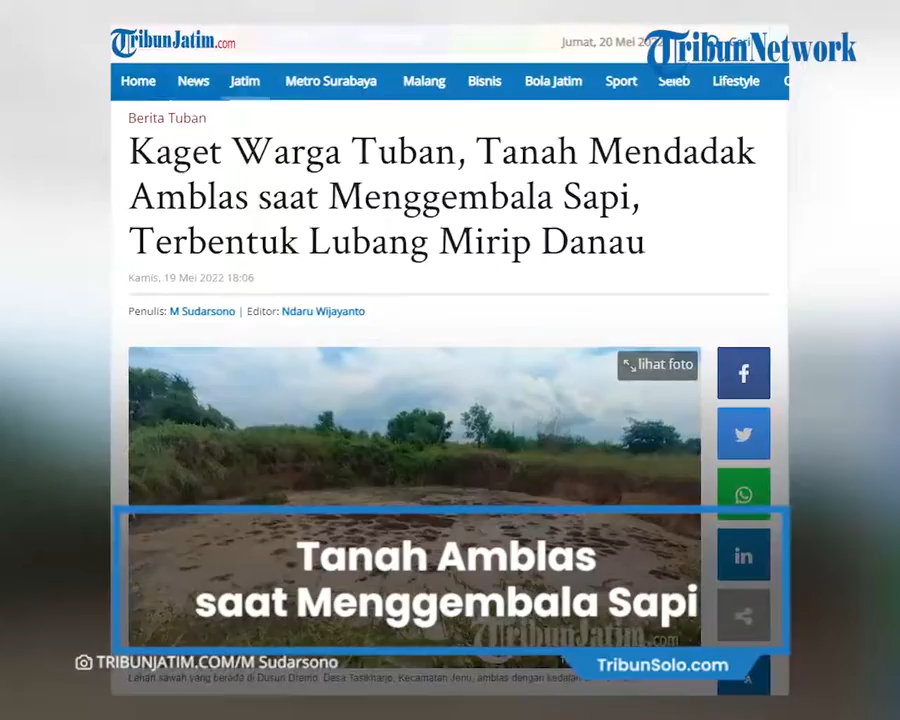 TribunJatim.com
Jumat, 20 Mei 2022
TribunNetwork
Home News Jatim Metro Surabaya Malang Bisnis Bola Jatim Sport Seleb Lifestyle
Berita Tuban
Kaget Warga Tuban, Tanah Mendadak
Amblas saat Menggembala Sapi,
Terbentuk Lubang Mirip Danau
Kamis, 19 Mei 2022 18:06
Penulis: M Sudarsono | Editor: Ndaru Wijayanto
lihat foto
Tanah Amblas
saat Menggembala Sapi
TribunJatim.com
TRIBUNJATIM.COM/M Sudarsono
TribunSolo.com
Lahan sawah yang berada di Dusun Dremo, Desa Tasikharjo, Kecamatan Jenu, amblas dengan